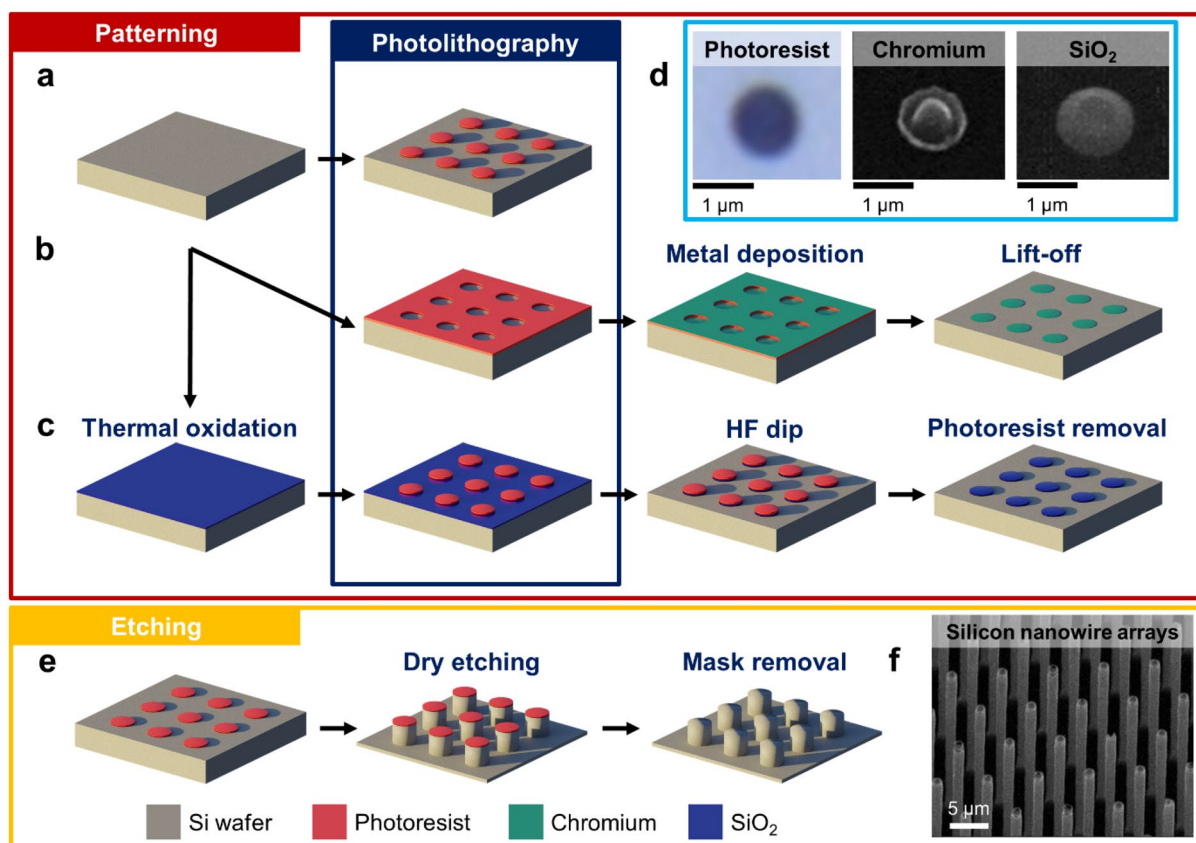 Patterning
Photolithography
a
d
Photoresist
Chromium
SiO₂
1 µm
1 µm
1 µm
b
Metal deposition
Lift-off
c
Thermal oxidation
HF dip
Photoresist removal
Etching
e
Dry etching
Mask removal
f
Silicon nanowire arrays
5 µm
Si wafer
Photoresist
Chromium
SiO₂